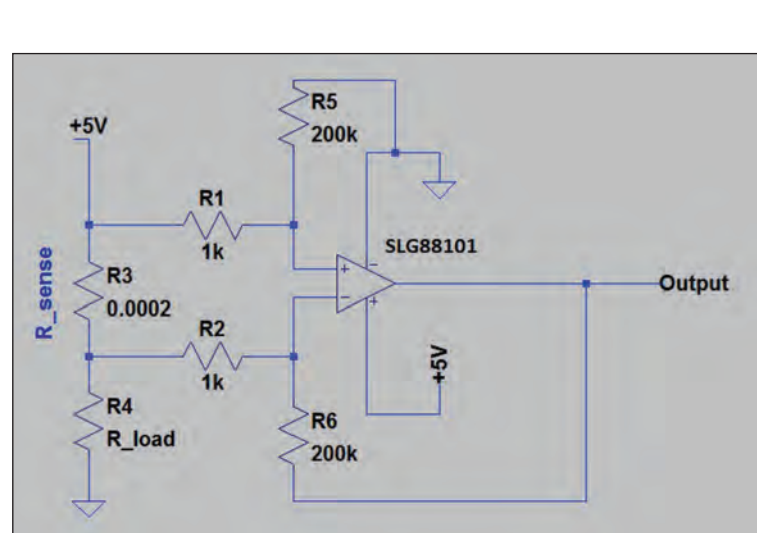 +5V
R5
200k
R1
1k
SLG88101
+
-
-
+
R_sense
R3
0.0002
Output
R2
1k
+5V
R4
R_load
R6
200k